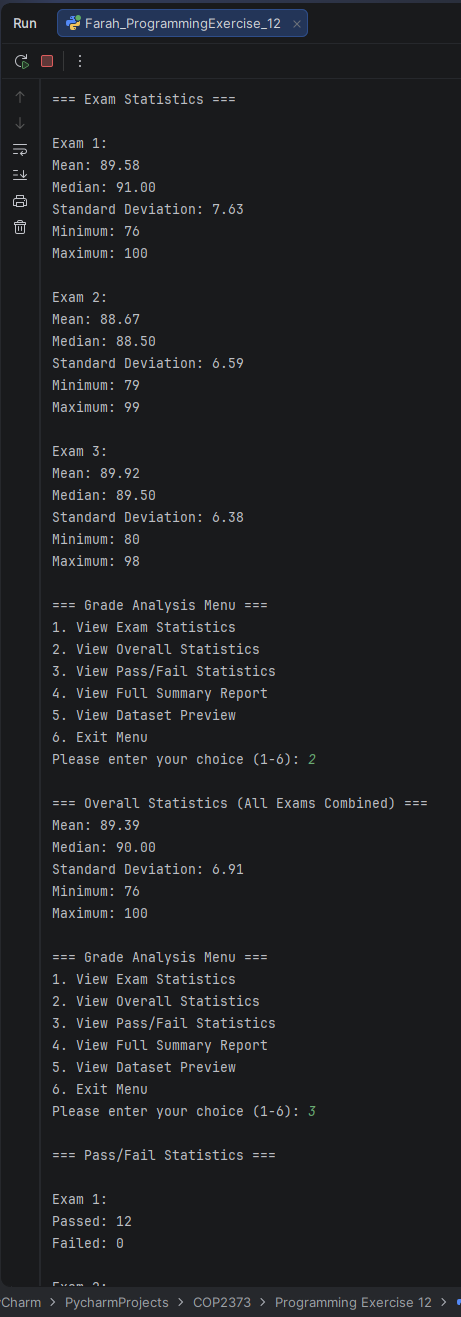 Run Farah_ProgrammingExercise_12
=== Exam Statistics ===
Exam 1:
Mean: 89.58
Median: 91.00
Standard Deviation: 7.63
Minimum: 76
Maximum: 100
Exam 2:
Mean: 88.67
Median: 88.50
Standard Deviation: 6.59
Minimum: 79
Maximum: 99
Exam 3:
Mean: 89.92
Median: 89.50
Standard Deviation: 6.38
Minimum: 80
Maximum: 98
=== Grade Analysis Menu ===
1. View Exam Statistics
2. View Overall Statistics
3. View Pass/Fail Statistics
4. View Full Summary Report
5. View Dataset Preview
6. Exit Menu
Please enter your choice (1-6): 2
=== Overall Statistics (All Exams Combined) ===
Mean: 89.39
Median: 90.00
Standard Deviation: 6.91
Minimum: 76
Maximum: 100
=== Grade Analysis Menu ===
1. View Exam Statistics
2. View Overall Statistics
3. View Pass/Fail Statistics
4. View Full Summary Report
5. View Dataset Preview
6. Exit Menu
Please enter your choice (1-6): 3
=== Pass/Fail Statistics ===
Exam 1:
Passed: 12
Failed: 0
Charm > PycharmProjects > COP2373 > Programming Exercise 12 >